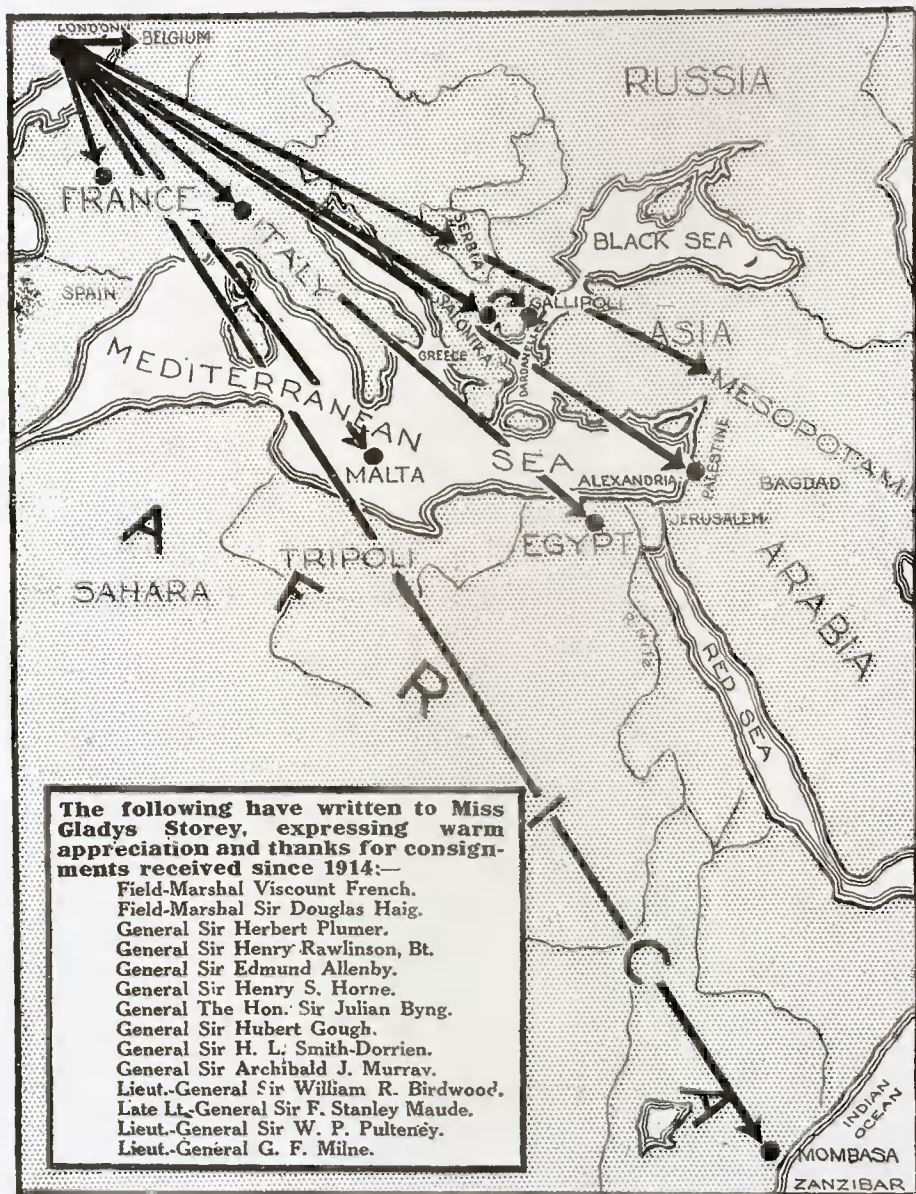 LONDON
BELGIUM
RUSSIA
FRANCE
ITALY
SERBIA
BLACK SEA
SPAIN
SALONIKA
GALLIPOLI
ASIA
GREECE
MEDITERRANEAN
SEA
MESOPOTAMI
MALTA
ALEXANDRIA
PALESTINE
BAGDAD
JERUSALEM
EGYPT
TRIPOLI
SAHARA
ARABIA
AFRICA
RED SEA
The following have written to Miss
Gladys Storey, expressing warm
appreciation and thanks for consign-
ments received since 1914:—
Field-Marshal Viscount French.
Field-Marshal Sir Douglas Haig.
General Sir Herbert Plumer.
General Sir Henry Rawlinson, Bt.
General Sir Edmund Allenby.
General Sir Henry S. Horne.
General The Hon. Sir Julian Byng.
General Sir Hubert Gough.
General Sir H. L. Smith-Dorrien.
General Sir Archibald J. Murray.
Lieut.-General Sir William R. Birdwood.
Late Lt.-General Sir F. Stanley Maude.
Lieut.-General Sir W. P. Pulteney.
Lieut.-General G. F. Milne.
INDIAN
OCEAN
MOMBASA
ZANZIBAR